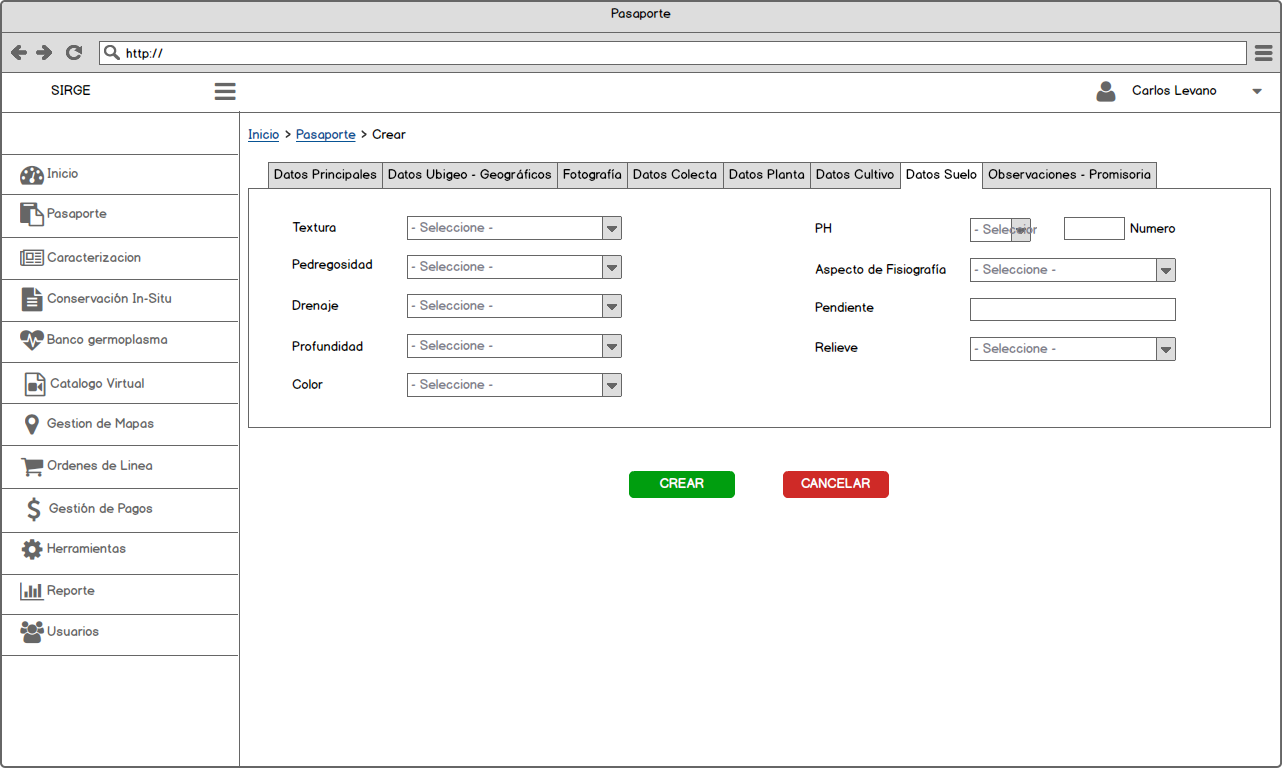 Pasaporte
http://
SIRGE
Carlos Levano
Inicio > Pasaporte > Crear
Inicio
Pasaporte
Caracterizacion
Conservación In-Situ
Banco germoplasma
Catalogo Virtual
Gestion de Mapas
Ordenes de Linea
Gestión de Pagos
Herramientas
Reporte
Usuarios
Datos Principales Datos Ubigeo - Geográficos Fotografía Datos Colecta Datos Planta Datos Cultivo Datos Suelo Observaciones - Promisoria
Textura - Seleccione -
Pedregosidad - Seleccione -
Drenaje - Seleccione -
Profundidad - Seleccione -
Color - Seleccione -
PH - Seleccior Numero
Aspecto de Fisiografía - Seleccione -
Pendiente
Relieve - Seleccione -
CREAR CANCELAR